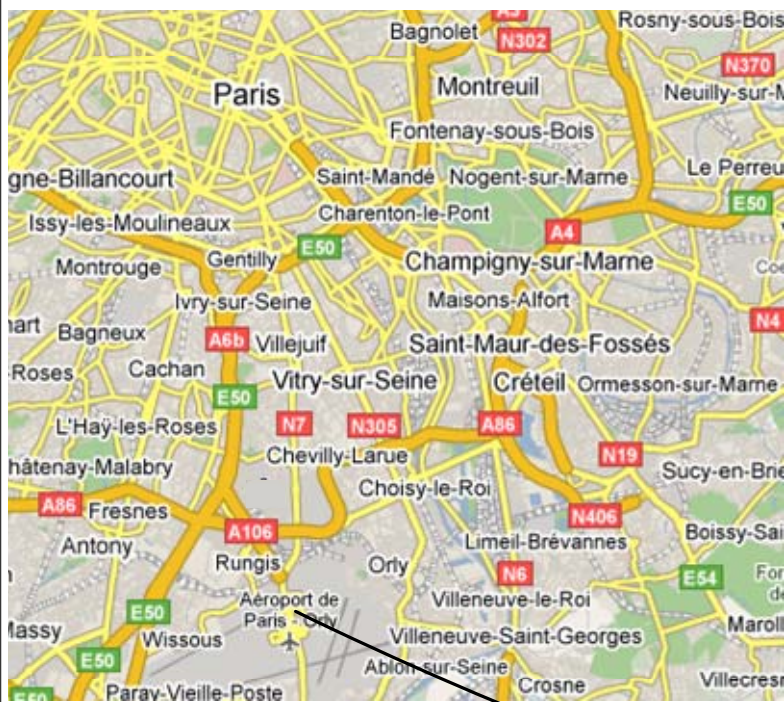 A3
Rosny-sous-Bois
Bagnolet
N302
N370
Paris
Montreuil
Neuilly-sur-M
Fontenay-sous-Bois
gne-Billancourt
Saint-Mandé
Nogent-sur-Marne
Le Perreu
E50
Issy-les-Moulineaux
Charenton-le-Pont
A4
E50
Montrouge
Gentilly
Champigny-sur-Marne
Ivry-sur-Seine
Maisons-Alfort
N4
Bagneux
A6b
Villejuif
Saint-Maur-des-Fossés
-Roses
Cachan
Vitry-sur-Seine
Créteil
Ormesson-sur-Marne
E50
L'Haÿ-les-Roses
N7
N305
A86
Chevilly-Larue
N19
hâtenay-Malabry
Sucy-en-Brie
Choisy-le-Roi
A86
Fresnes
N406
A106
Limeil-Brévannes
Boissy-Sai
Antony
Rungis
Orly
N6
E54
For
de
Aéroport de
Paris - Orly
Villeneuve-le-Roi
E50
Massy
Wissous
Villeneuve-Saint-Georges
Maroll
E50
Ablon-sur-Seine
Villecresn
Crosne
E50
Paray-Vieille-Poste